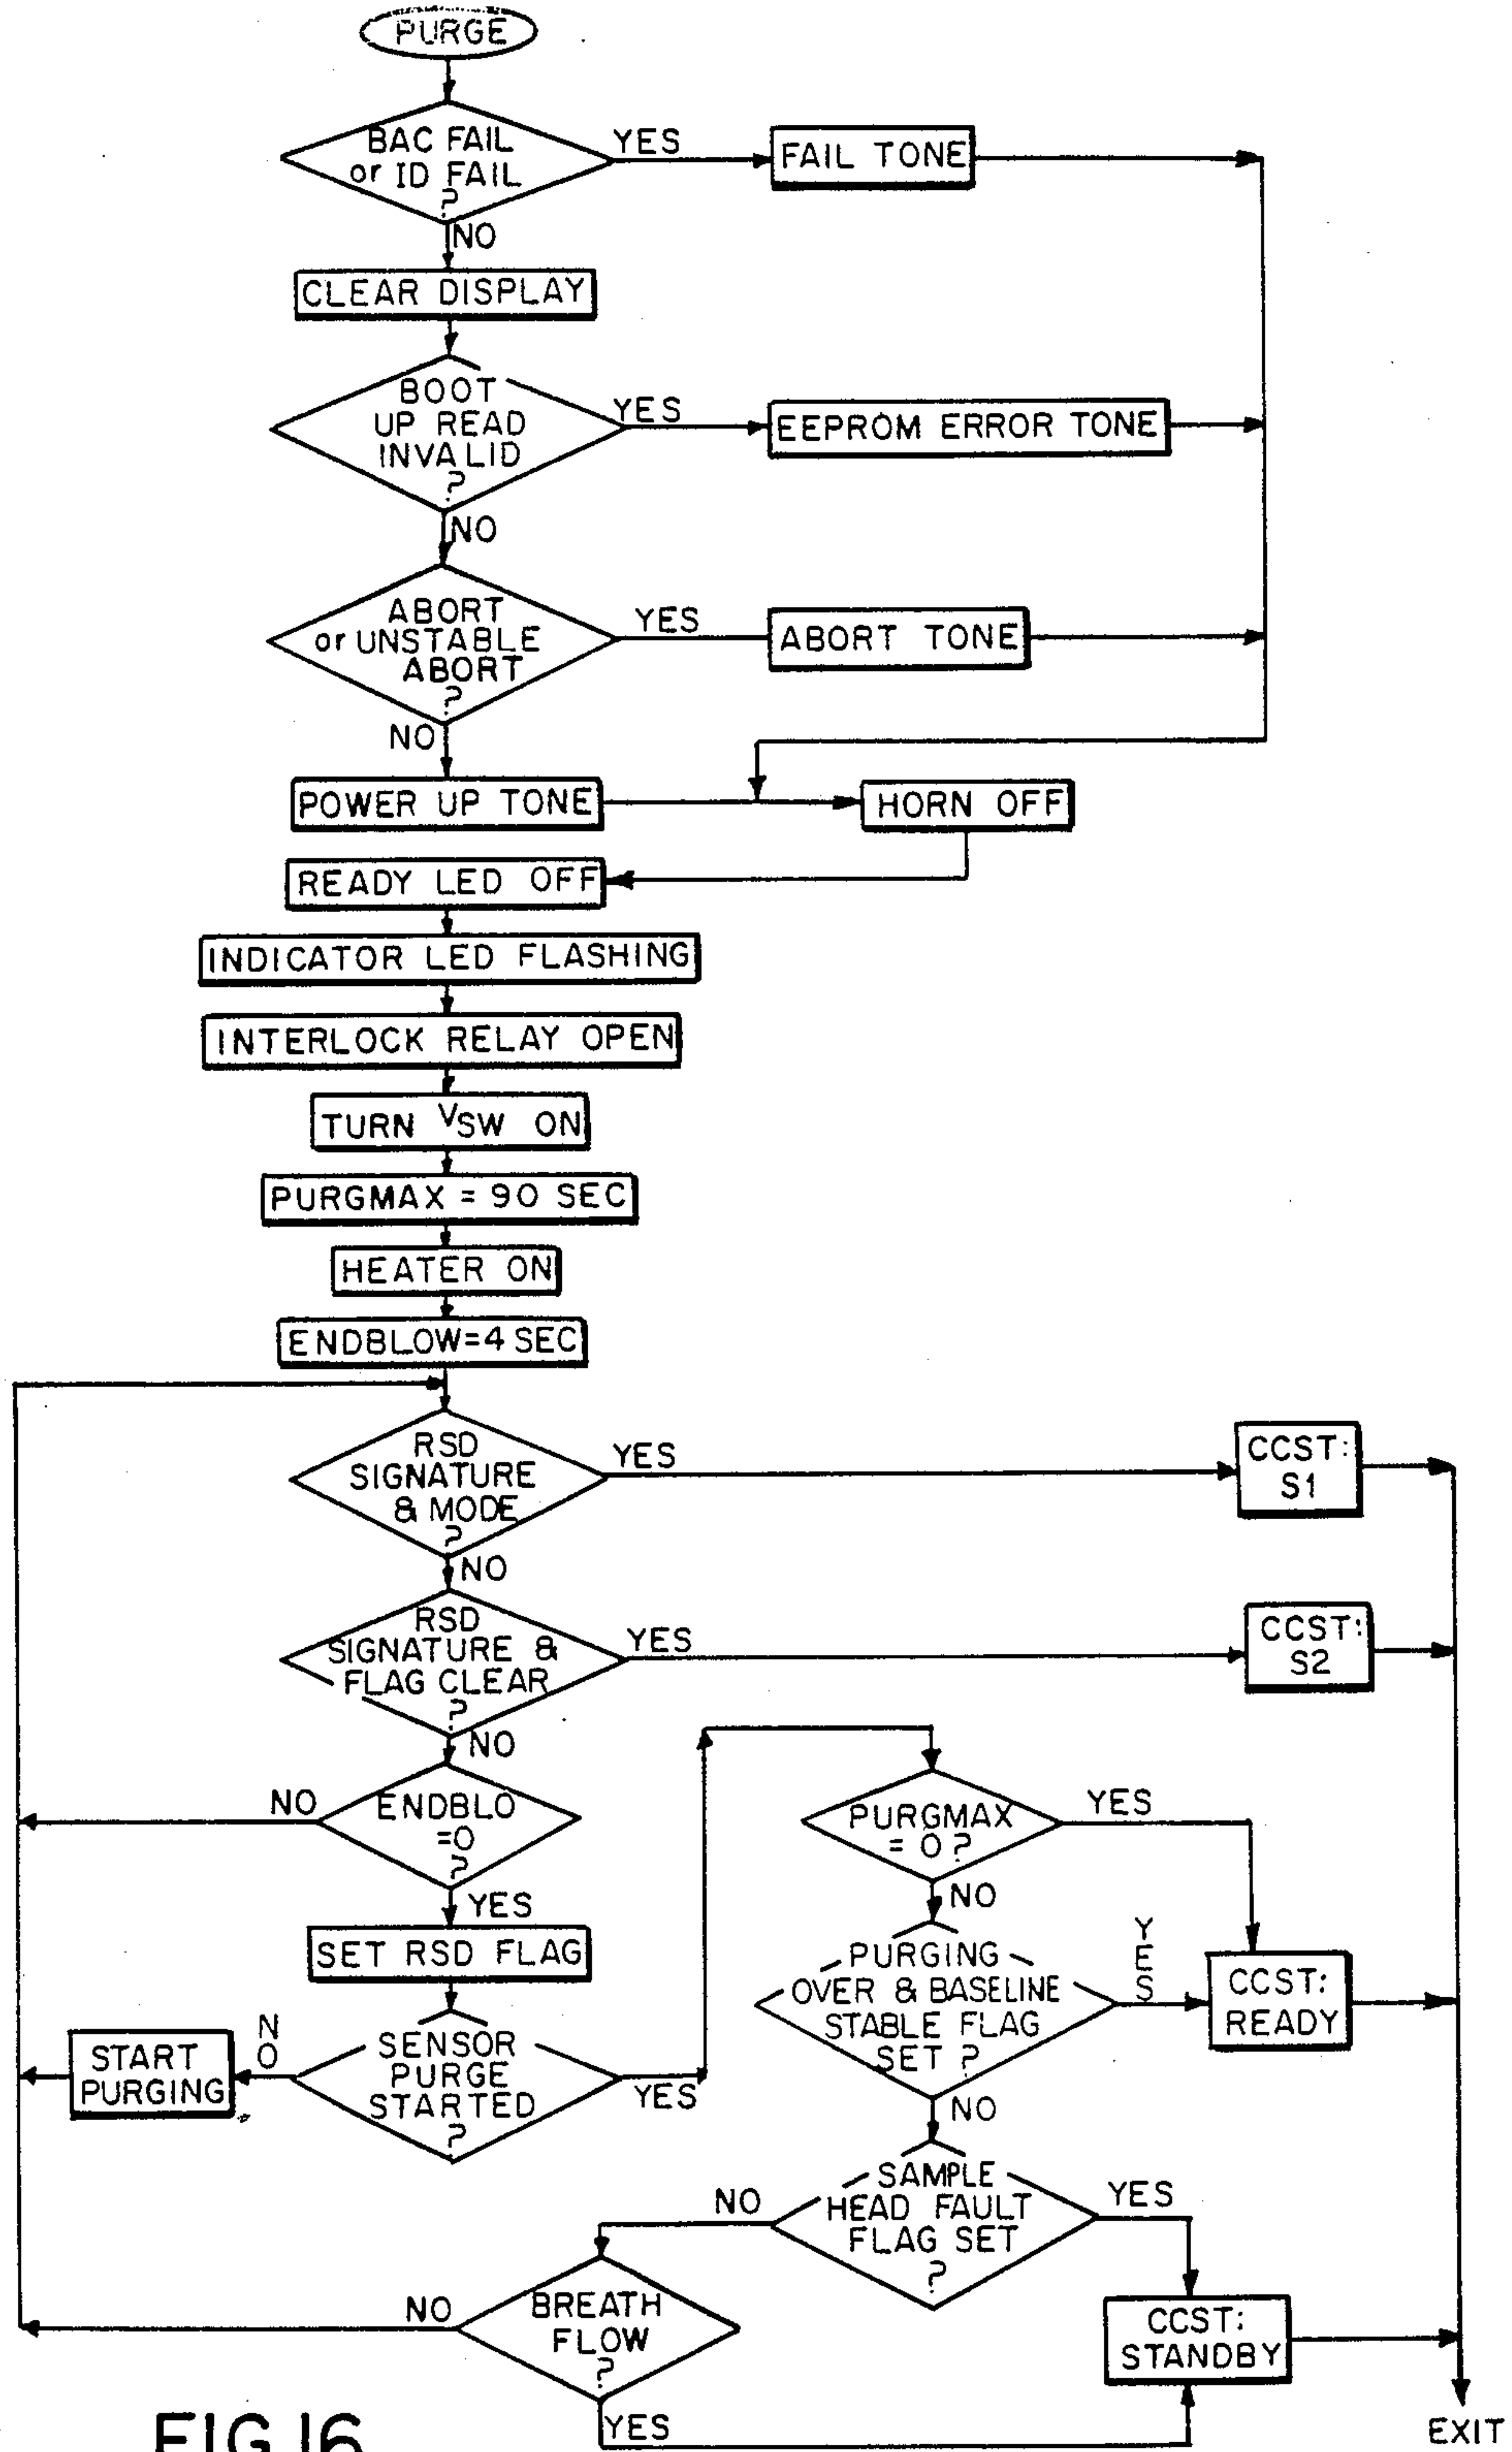 PURGE
BAC FAIL
or ID FAIL
?
YES
FAIL TONE
NO
CLEAR DISPLAY
BOOT
UP READ
INVALID
?
YES
EEPROM ERROR TONE
NO
ABORT
or UNSTABLE
ABORT
?
YES
ABORT TONE
NO
POWER UP TONE
HORN OFF
READY LED OFF
INDICATOR LED FLASHING
INTERLOCK RELAY OPEN
TURN VSW ON
PURGMAX = 90 SEC
HEATER ON
ENDBLOW=4 SEC
RSD
SIGNATURE
& MODE
?
YES
CCST:
S1
NO
RSD
SIGNATURE &
FLAG CLEAR
?
YES
CCST:
S2
NO
ENDBLO
=0
?
NO
YES
SET RSD FLAG
SENSOR
PURGE
STARTED
?
NO
START
PURGING
YES
PURGMAX
= 0 ?
YES
NO
PURGING
OVER & BASELINE
STABLE FLAG
SET ?
YES
CCST:
READY
NO
SAMPLE
HEAD FAULT
FLAG SET
?
YES
NO
BREATH
FLOW
?
NO
YES
CCST:
STANDBY
EXIT
FIG.16